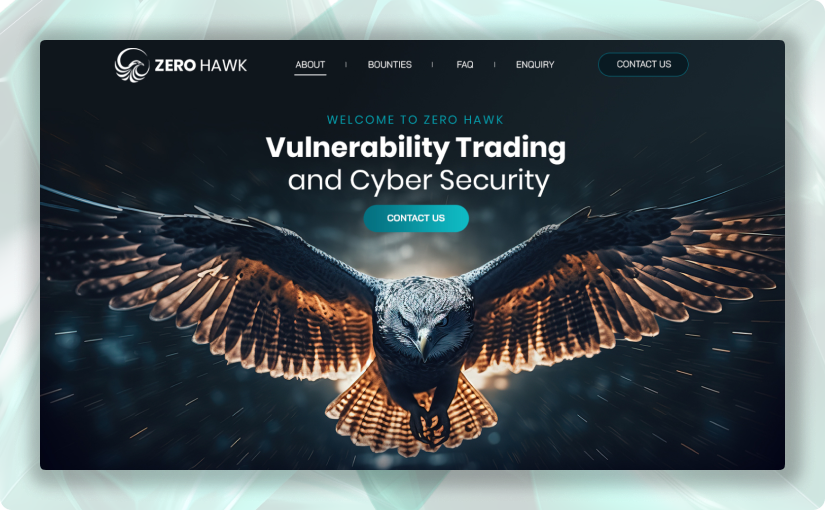 ZERO HAWK
ABOUT | BOUNTIES | FAQ | ENQUIRY
CONTACT US
WELCOME TO ZERO HAWK
Vulnerability Trading
and Cyber Security
CONTACT US